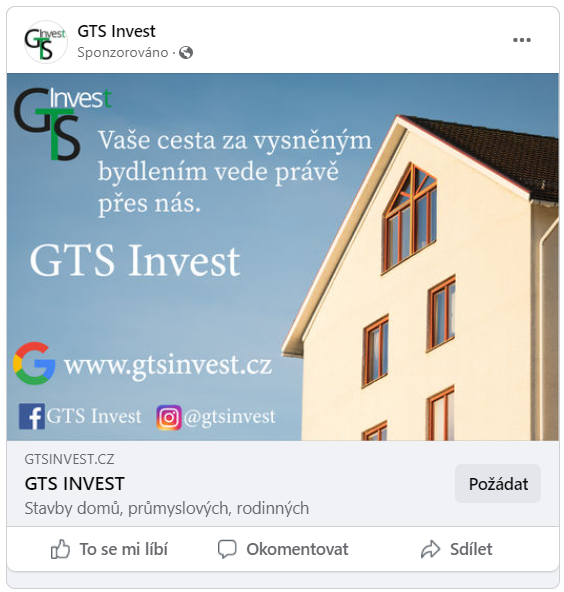 GTS Invest
Sponzorováno ·
Invest
GTS
Vaše cesta za vysněným
bydlením vede právě
přes nás.
GTS Invest
www.gtsinvest.cz
GTS Invest @gtsinvest
GTSINVEST.CZ
GTS INVEST
Stavby domů, průmyslových, rodinných
Požádat
To se mi líbí Okomentovat Sdílet